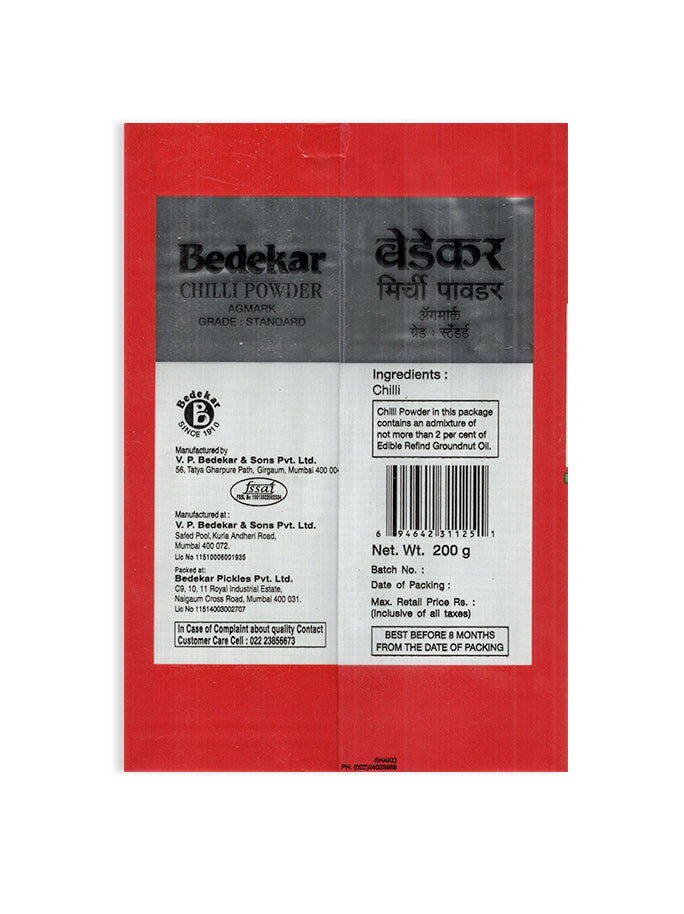 Bedekar
CHILLI POWDER
AGMARK
GRADE : STANDARD
Bedekar
B
SINCE 1910
Manufactured by
V. P. Bedekar & Sons Pvt. Ltd.
56, Tatya Gharpure Path, Girgaum, Mumbai 400 00
fssai
Manufactured at :
V. P. Bedekar & Sons Pvt. Ltd.
Safed Pool, Kurla Andheri Road,
Mumbai 400 072.
Lic No 11510006001935
Packed at:
Bedekar Pickles Pvt. Ltd.
C9, 10, 11 Royal Industrial Estate,
Naigaum Cross Road, Mumbai 400 031.
Lic No 11514003002707
In Case of Complaint about quality Contact
Customer Care Cell : 022 23856673
बेडेकर
मिर्ची पावडर
ॲगमार्क
ग्रेड : स्टँडर्ड
Ingredients :
Chilli
Chilli Powder in this package
contains an admixture of
not more than 2 per cent of
Edible Refind Groundnut Oil.
6 94642 31125 1
Net. Wt. 200 g
Batch No. :
Date of Packing :
Max. Retail Price Rs. :
(Inclusive of all taxes)
BEST BEFORE 8 MONTHS
FROM THE DATE OF PACKING
SHAKO
PH: (022)24025988